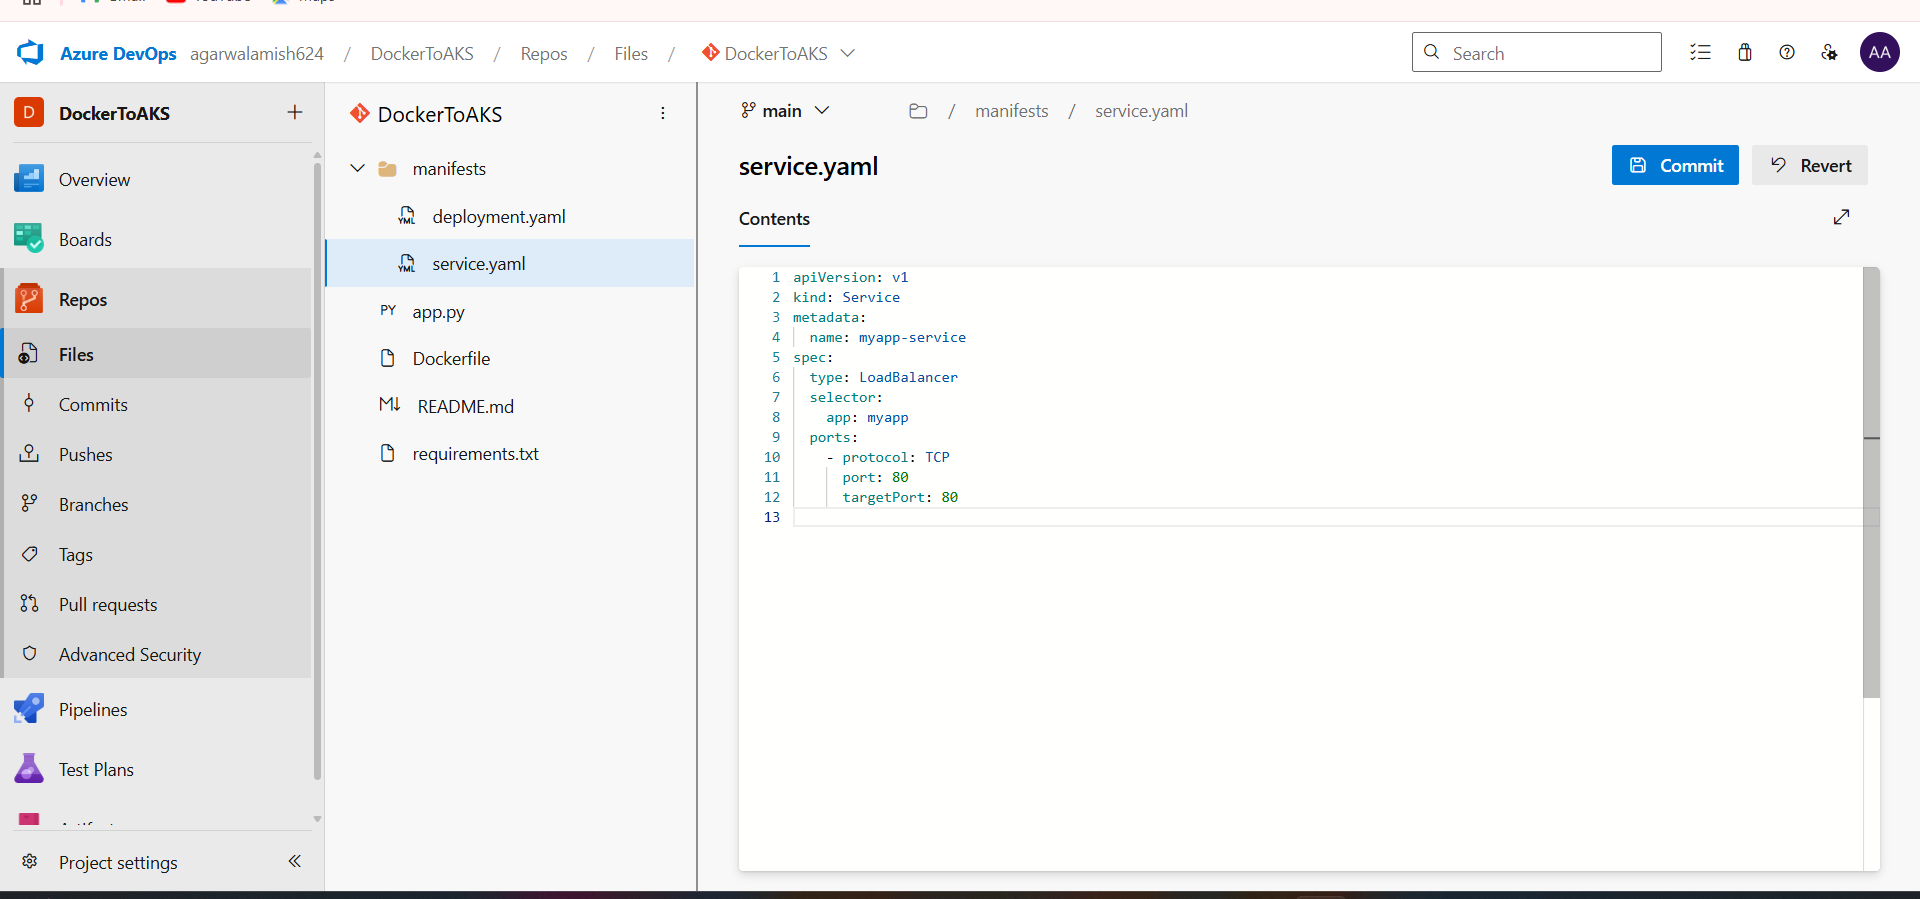 Azure DevOps agarwalamish624 / DockerToAKS / Repos / Files / DockerToAKS
Search
AA
D DockerToAKS +
Overview
Boards
Repos
Files
Commits
Pushes
Branches
Tags
Pull requests
Advanced Security
Pipelines
Test Plans
Project settings
DockerToAKS
manifests
YML deployment.yaml
YML service.yaml
PY app.py
Dockerfile
M↓ README.md
requirements.txt
main
/ manifests / service.yaml
service.yaml
Commit Revert
Contents
1 apiVersion: v1
2 kind: Service
3 metadata:
4 name: myapp-service
5 spec:
6 type: LoadBalancer
7 selector:
8 app: myapp
9 ports:
10 - protocol: TCP
11 port: 80
12 targetPort: 80
13